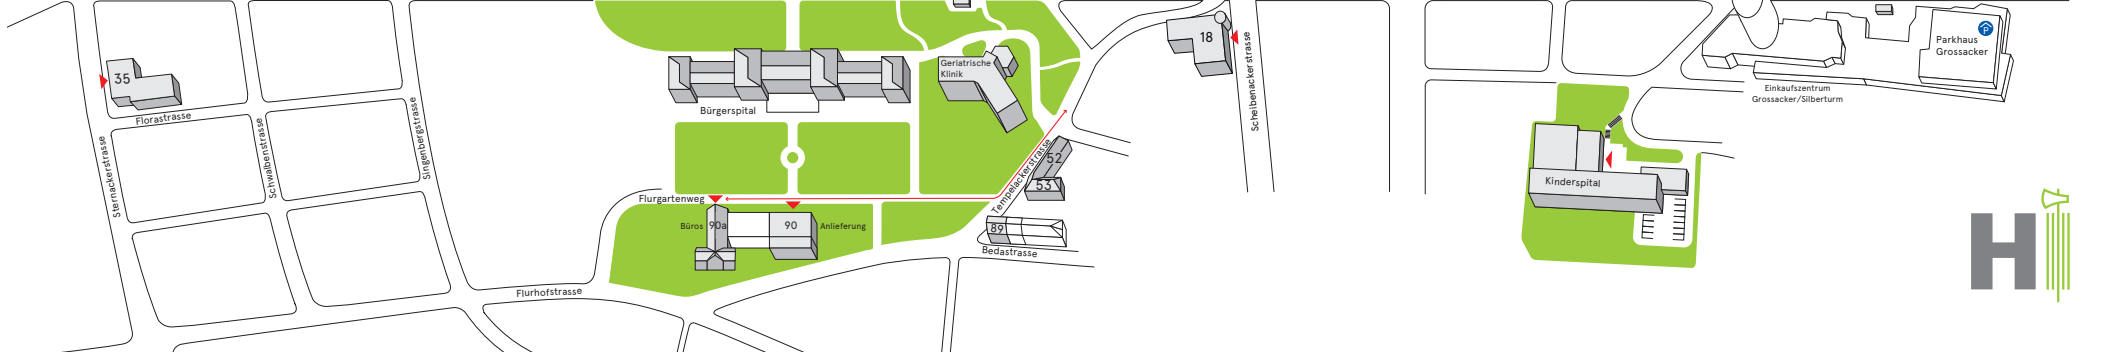 35
Florastrasse
Sternackerstrasse
Schwalbenstrasse
Singenbergstrasse
Bürgerspital
Geriatrische
Klinik
18
Scheibenackerstrasse
Parkhaus
Grossacker
P
Einkaufszentrum
Grossacker/Silberturm
52
53
Tempelackerstrasse
Flurgartenweg
Büros
90a
90
Anlieferung
89
Bedastrasse
Flurhofstrasse
Kinderspital
H